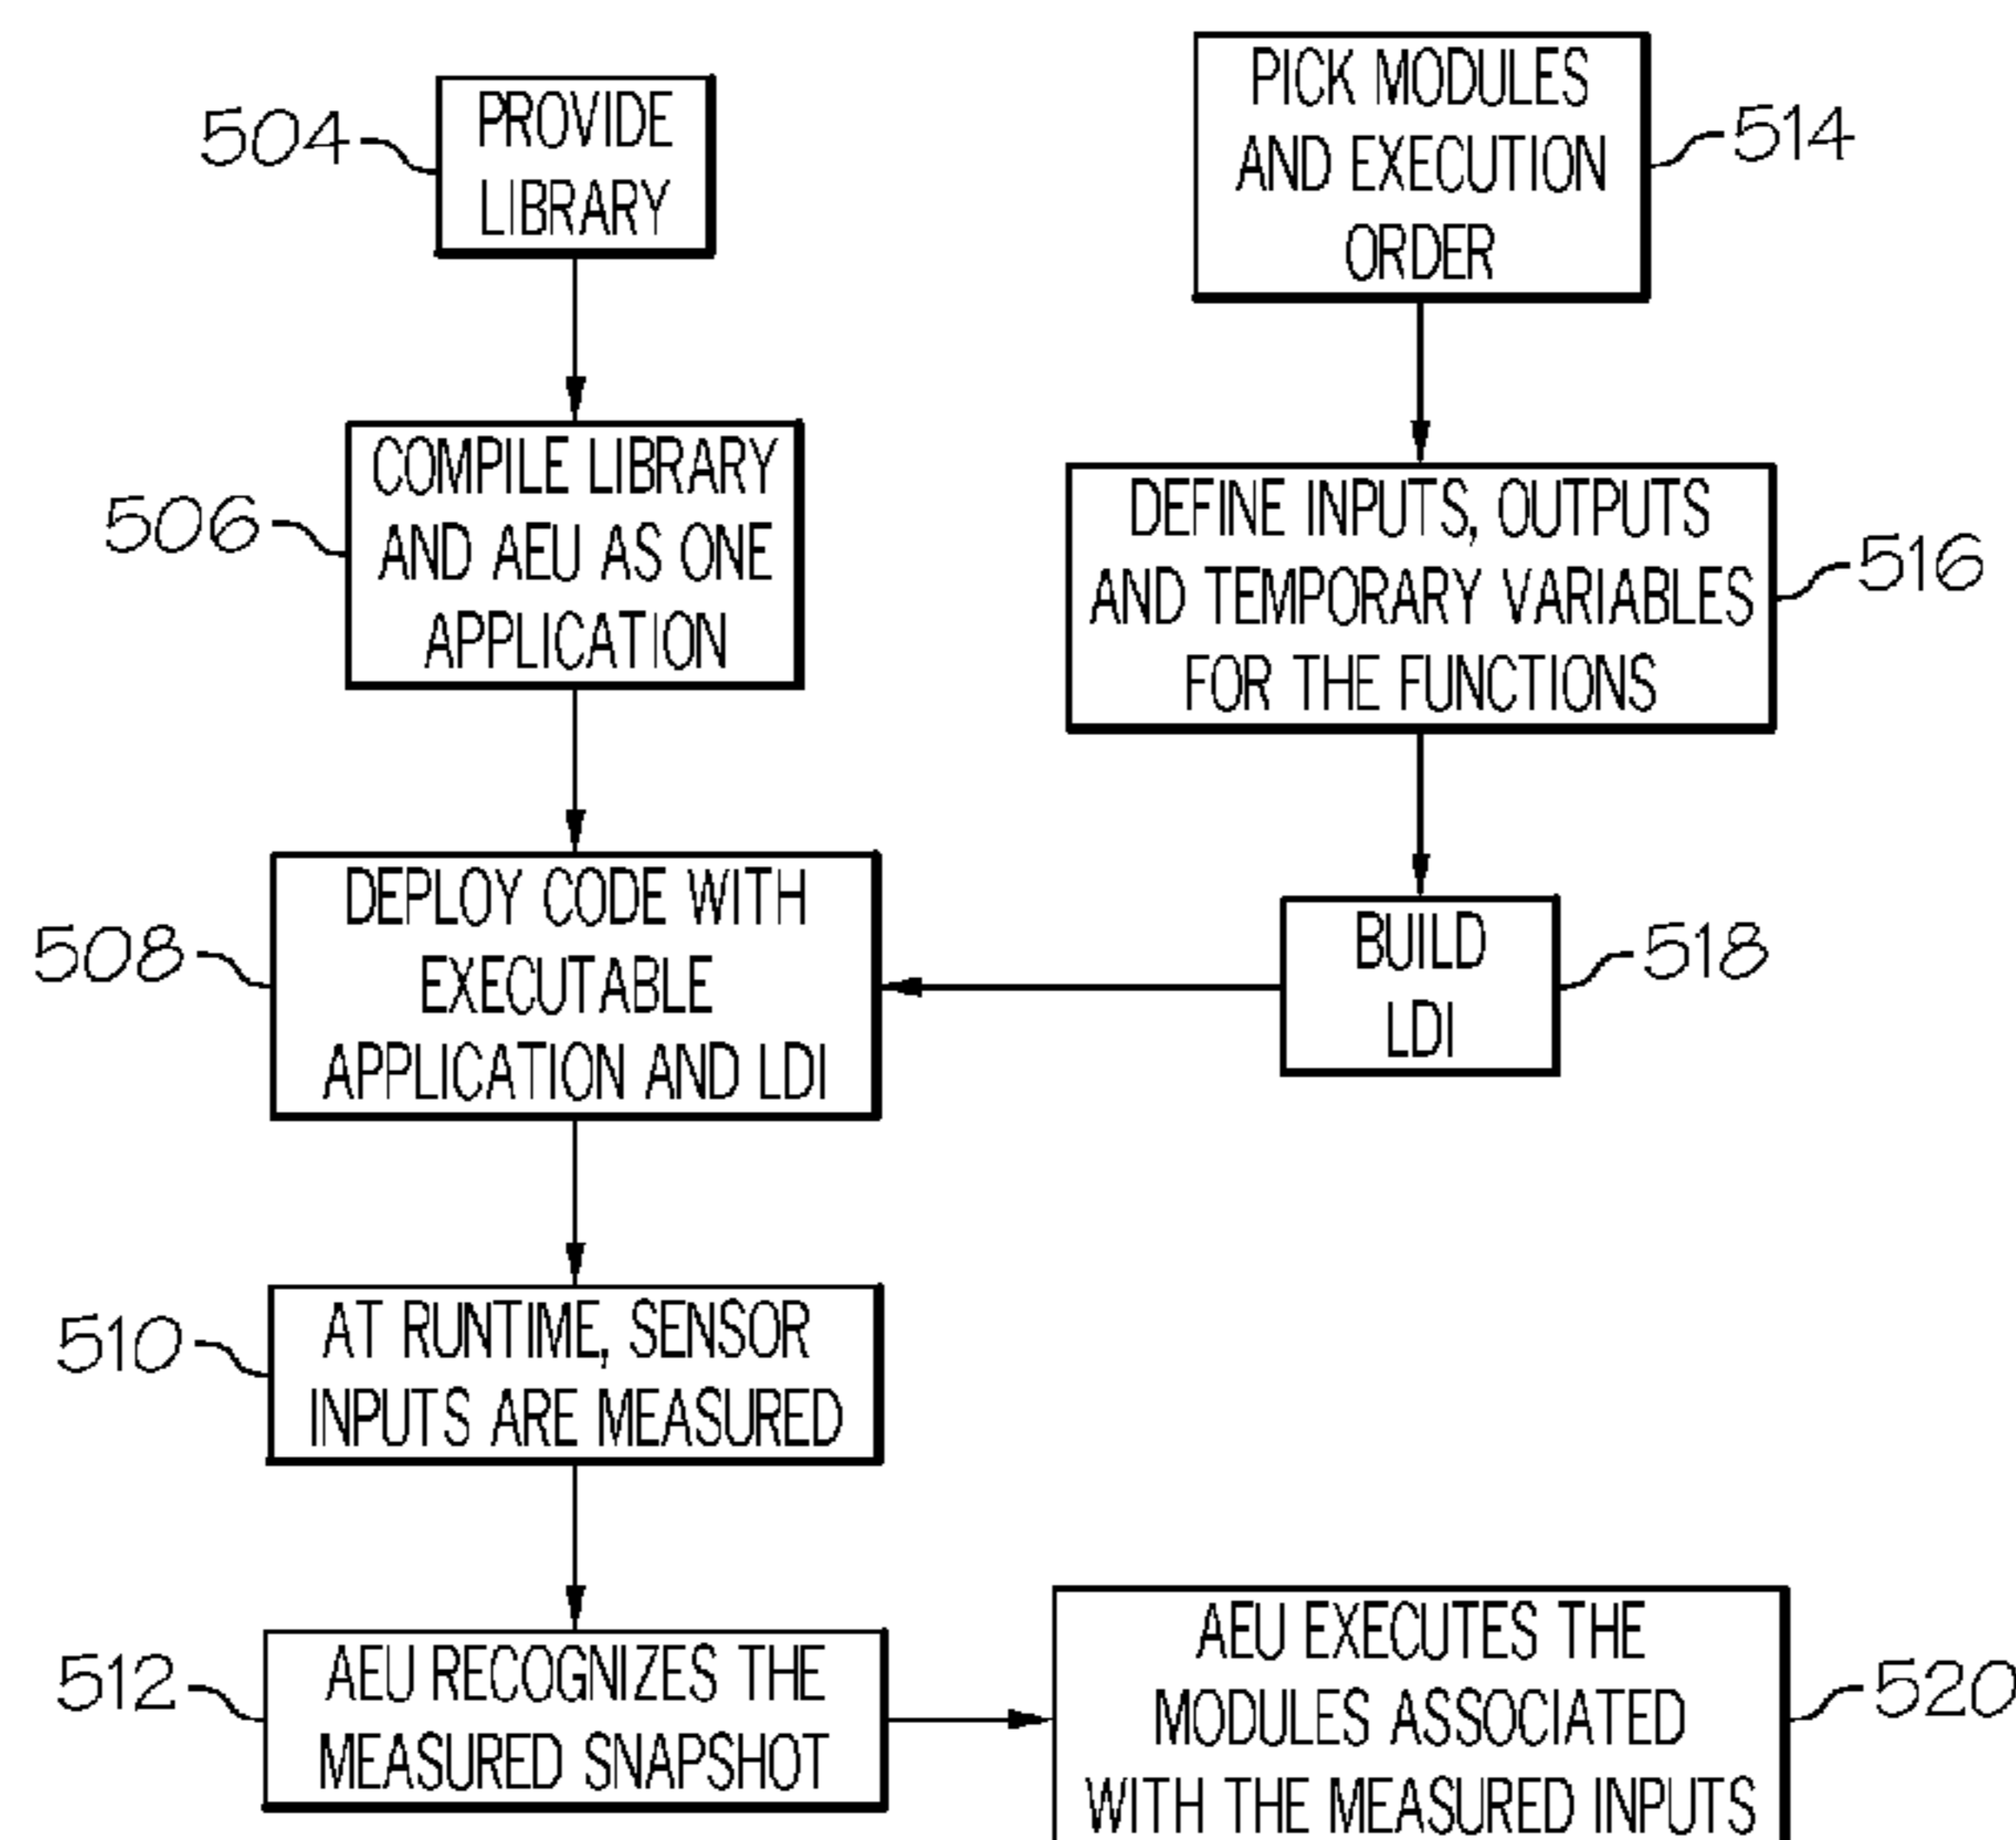 504
PROVIDE
LIBRARY
PICK MODULES
AND EXECUTION
ORDER
514
506
COMPILE LIBRARY
AND AEU AS ONE
APPLICATION
DEFINE INPUTS, OUTPUTS
AND TEMPORARY VARIABLES
FOR THE FUNCTIONS
516
508
DEPLOY CODE WITH
EXECUTABLE
APPLICATION AND LDI
BUILD
LDI
518
510
AT RUNTIME, SENSOR
INPUTS ARE MEASURED
512
AEU RECOGNIZES THE
MEASURED SNAPSHOT
AEU EXECUTES THE
MODULES ASSOCIATED
WITH THE MEASURED INPUTS
520